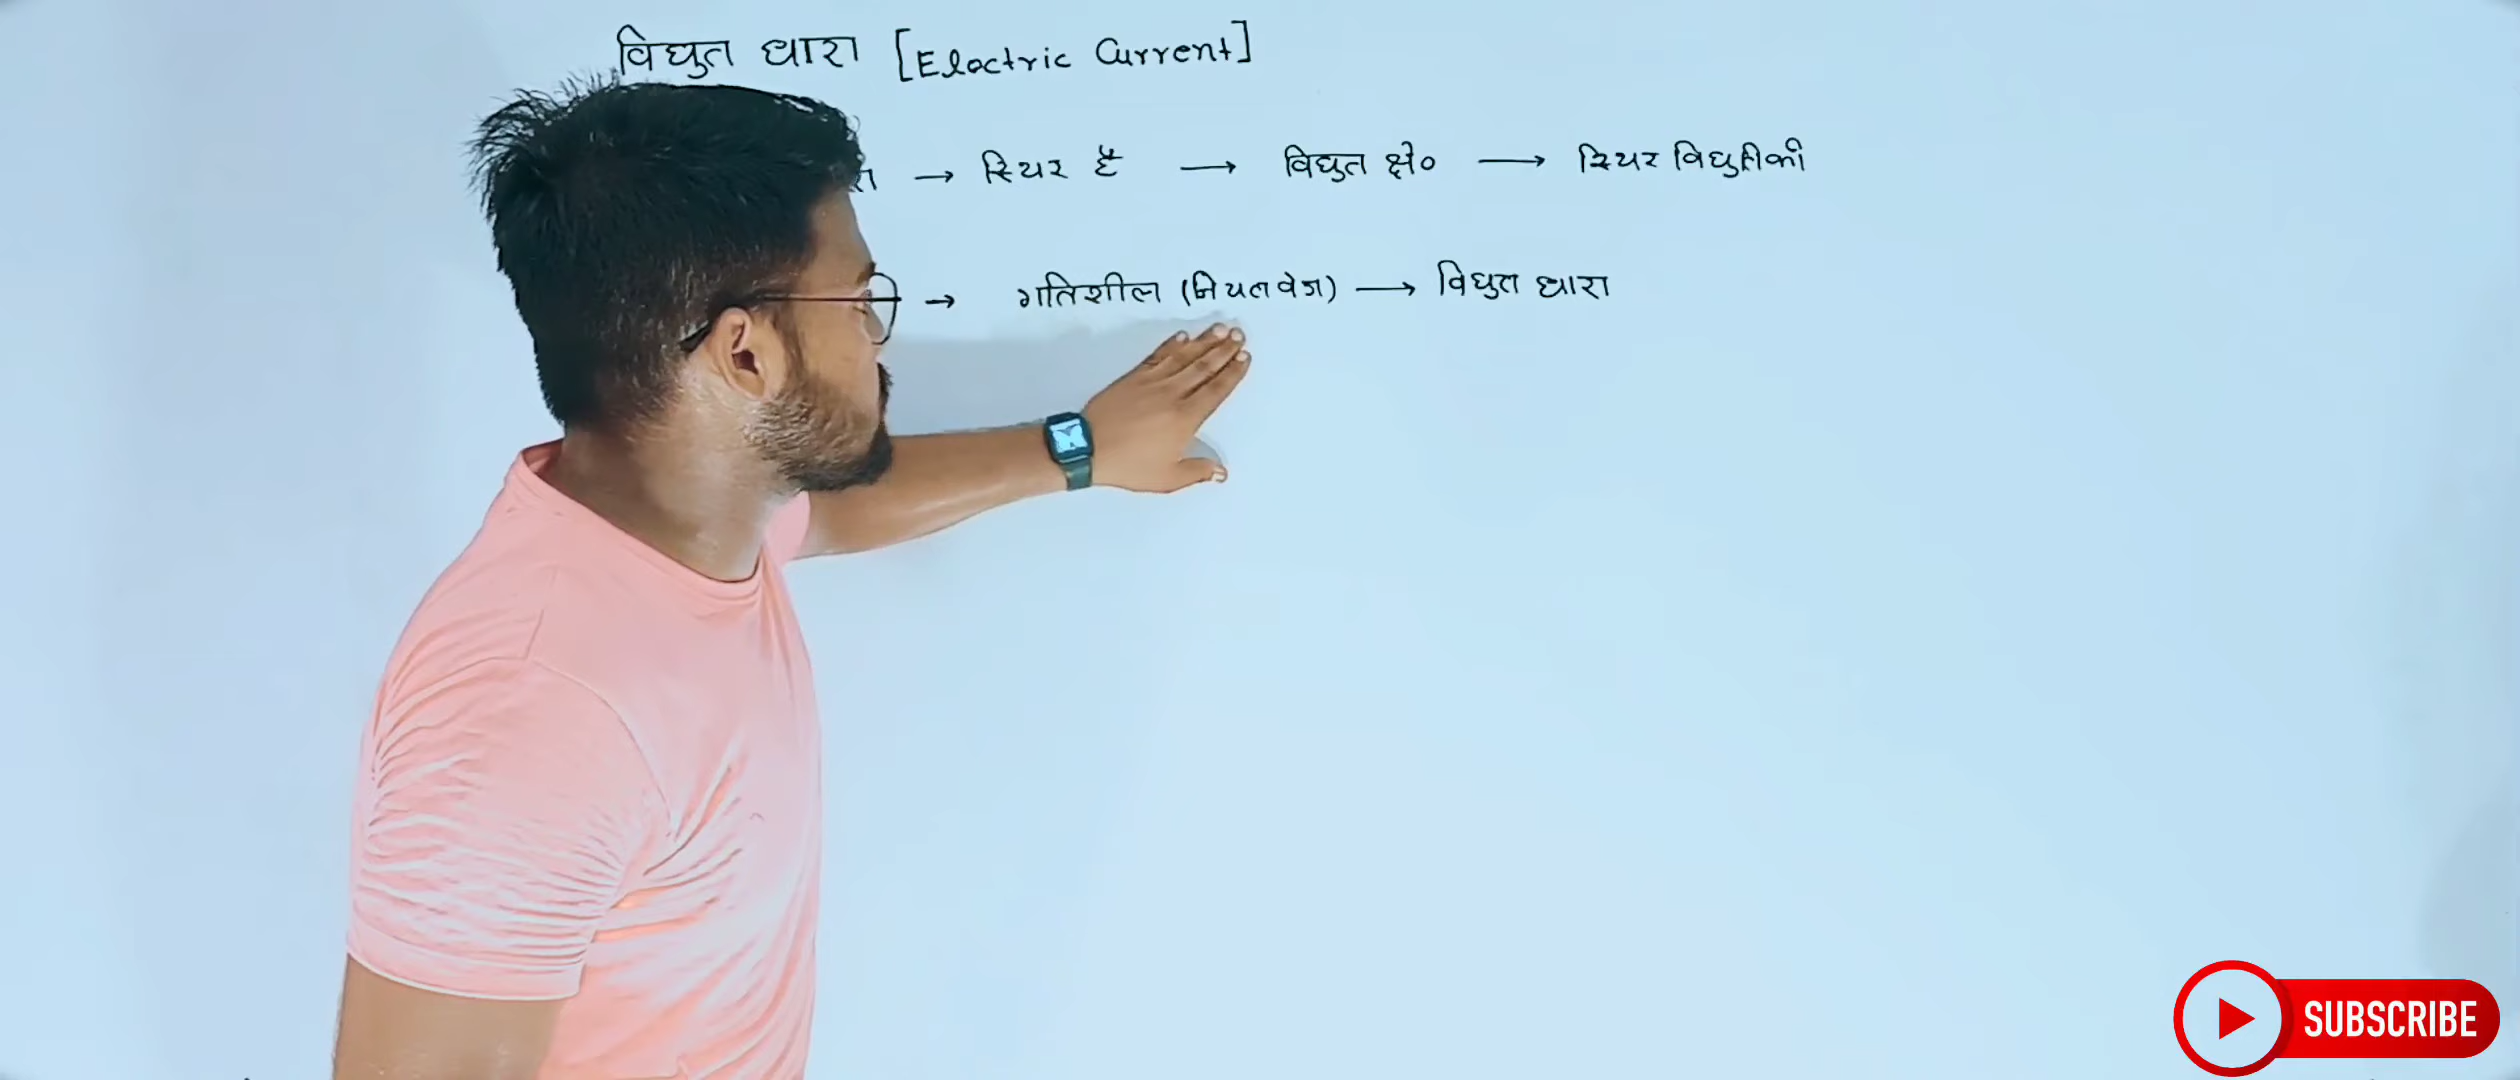 विद्युत धारा [Electric Current]
→ स्थिर है → विद्युत क्षे० → स्थिर विद्युतिकी
→ गतिशील (नियतवेग) → विद्युत धारा
SUBSCRIBE